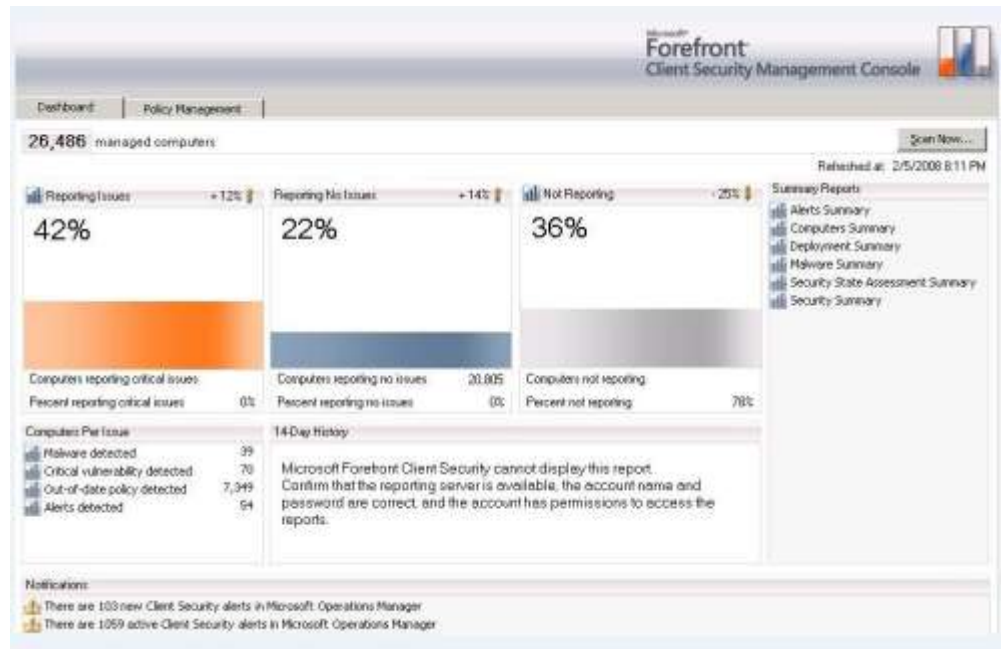 Microsoft
Forefront
Client Security Management Console
Dashboard
Policy Management
26,486 managed computers
Scan Now...
Refreshed at: 2/5/2008 8:11 PM
Reporting Issues +12%
42%
Computers reporting critical issues
Percent reporting critical issues 0%
Reporting No Issues +14%
22%
Computers reporting no issues 20,805
Percent reporting no issues 0%
Not Reporting -25%
36%
Computers not reporting
Percent not reporting 78%
Summary Reports
Alerts Summary
Computers Summary
Deployment Summary
Malware Summary
Security State Assessment Summary
Security Summary
Computers Per Issue
Malware detected 39
Critical vulnerability detected 70
Out-of-date policy detected 7,349
Alerts detected 54
14-Day History
Microsoft Forefront Client Security cannot display this report.
Confirm that the reporting server is available, the account name and
password are correct, and the account has permissions to access the
reports.
Notifications
There are 103 new Client Security alerts in Microsoft Operations Manager
There are 1059 active Client Security alerts in Microsoft Operations Manager